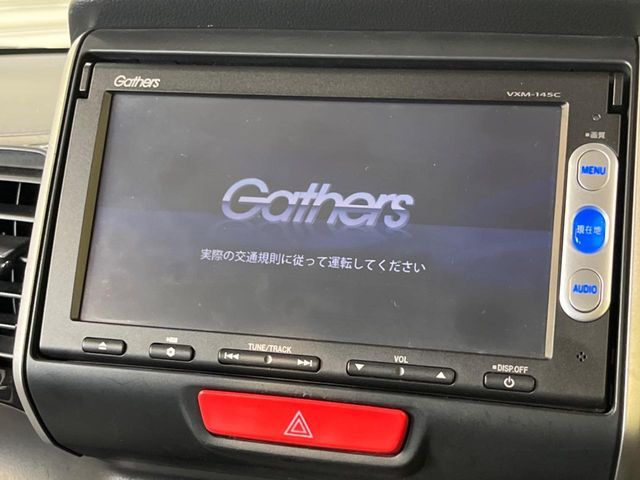 Gathers
VXM-145C
画質
MENU
現在地
AUDIO
Gathers
実際の交通規則に従って運転してください
TUNE/TRACK
VOL
DISP.OFF